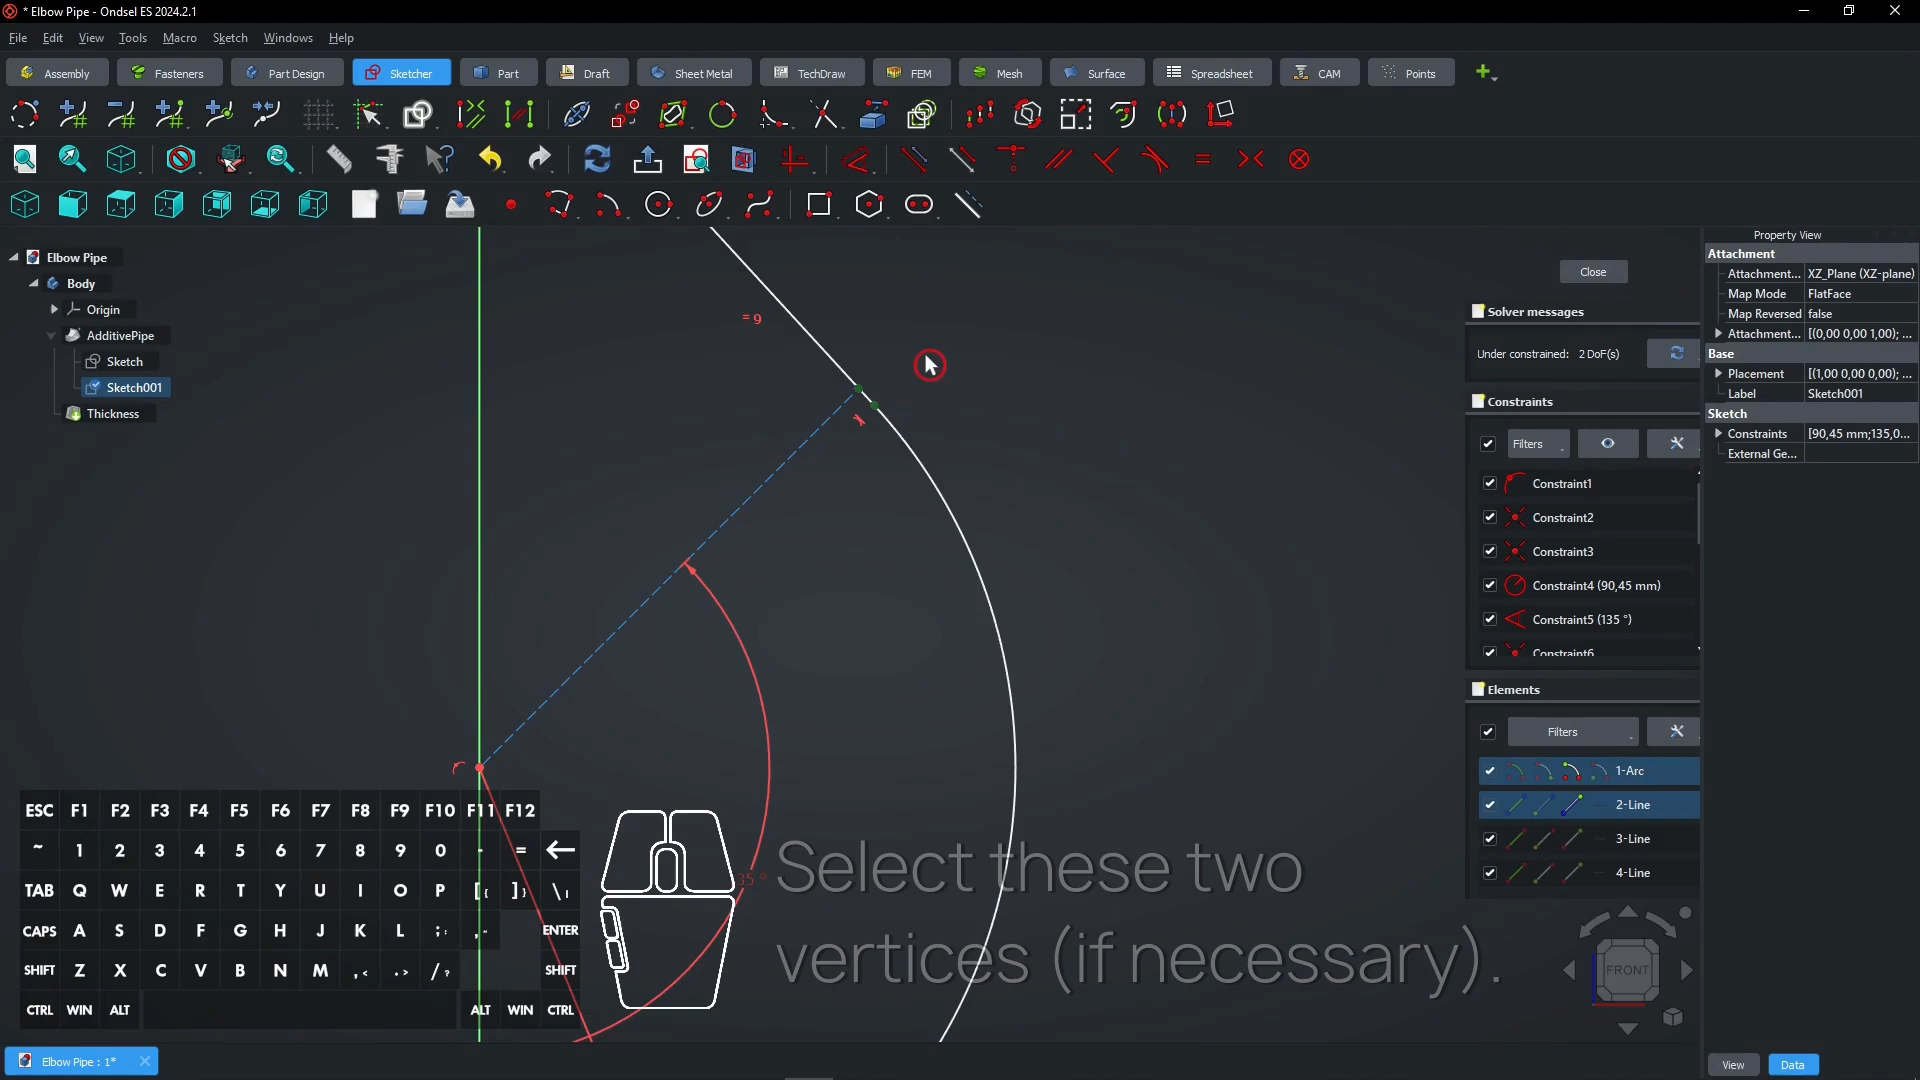 * Elbow Pipe - Ondsel ES 2024.2.1
File Edit View Tools Macro Sketch Windows Help
Assembly Fasteners Part Design Sketcher Part Draft Sheet Metal TechDraw FEM Mesh Surface Spreadsheet CAM Points
Elbow Pipe
Body
Origin
AdditivePipe
Sketch
Sketch001
Thickness
= 9
Close
Solver messages
Under constrained: 2 DoF(s)
Constraints
Filters
Constraint1
Constraint2
Constraint3
Constraint4 (90,45 mm)
Constraint5 (135 °)
Constraint6
Elements
Filters
1-Arc
2-Line
3-Line
4-Line
Property View
Attachment
Attachment... XZ_Plane (XZ-plane)
Map Mode FlatFace
Map Reversed false
Attachment... [(0,00 0,00 1,00); ...
Base
Placement [(1,00 0,00 0,00); ...
Label Sketch001
Sketch
Constraints [90,45 mm;135,0...
External Ge...
ESC F1 F2 F3 F4 F5 F6 F7 F8 F9 F10 F11 F12
~ 1 2 3 4 5 6 7 8 9 0 - =
TAB Q W E R T Y U I O P [{ ]} \|
CAPS A S D F G H J K L ;: ," ENTER
SHIFT Z X C V B N M ,< .> /? SHIFT
CTRL WIN ALT ALT WIN CTRL
35 °
Select these two
vertices (if necessary).
FRONT
Elbow Pipe : 1*
View Data